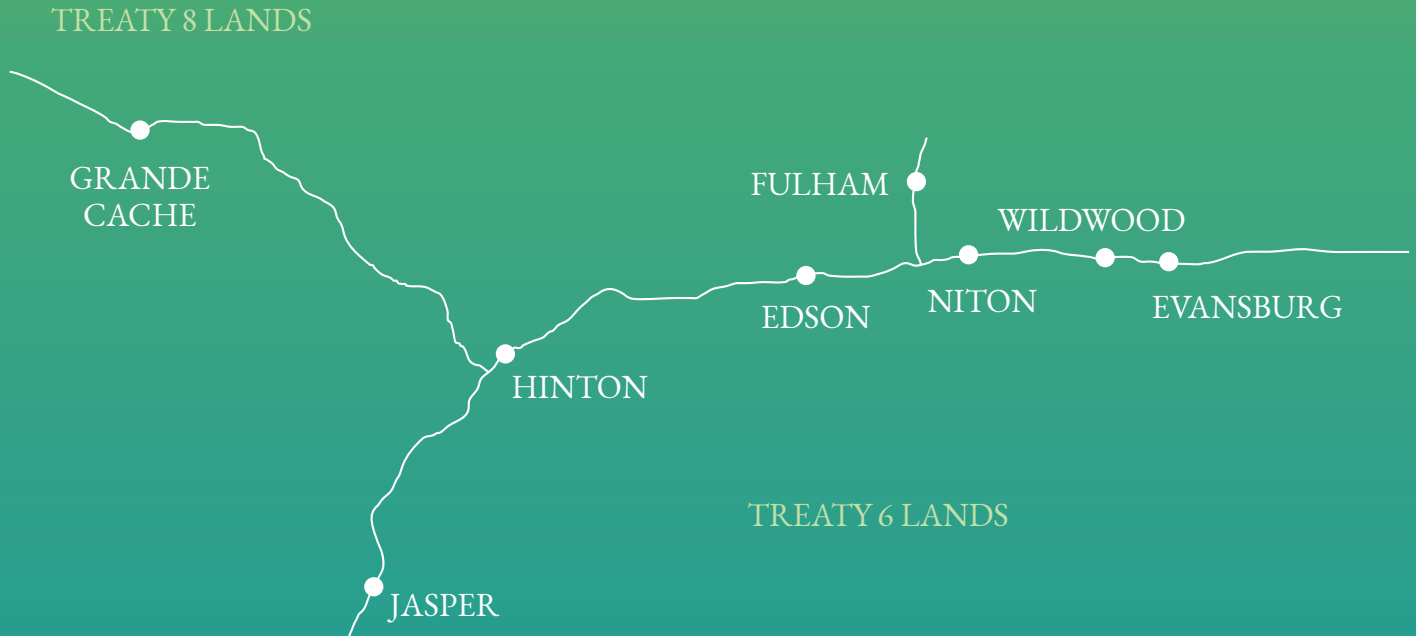 TREATY 8 LANDS
GRANDE
CACHE
FULHAM
WILDWOOD
EDSON
NITON
EVANSBURG
HINTON
TREATY 6 LANDS
JASPER